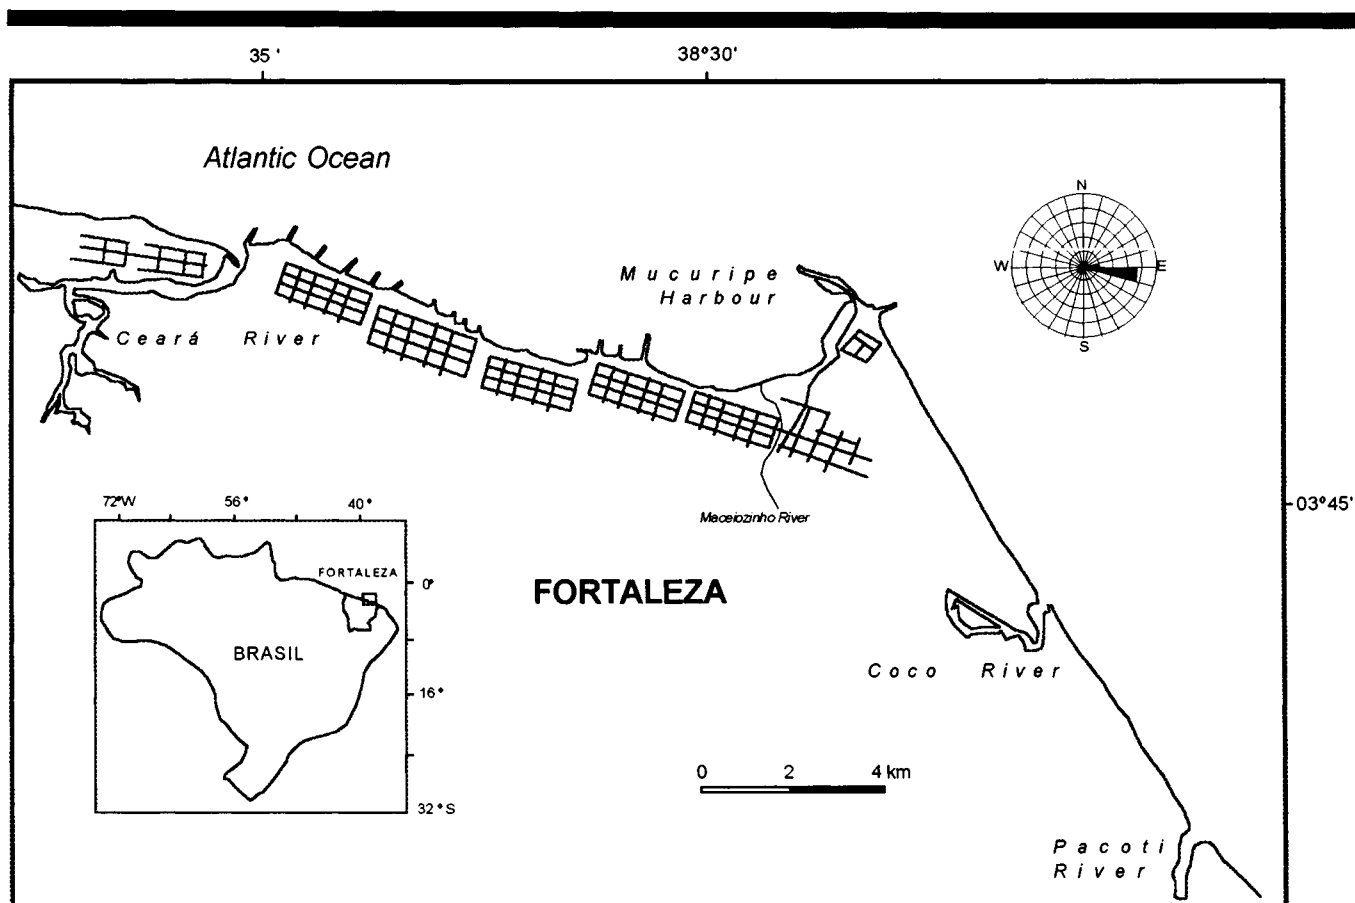 35 '
38°30'
Atlantic Ocean
N
W
E
S
Mucuripe
Harbour
Ceará River
72°W
56°
40°
Maceiozinho River
03°45'
FORTALEZA
0°
FORTALEZA
BRASIL
Coco River
16°
0 2 4 km
32°S
Pacoti
River